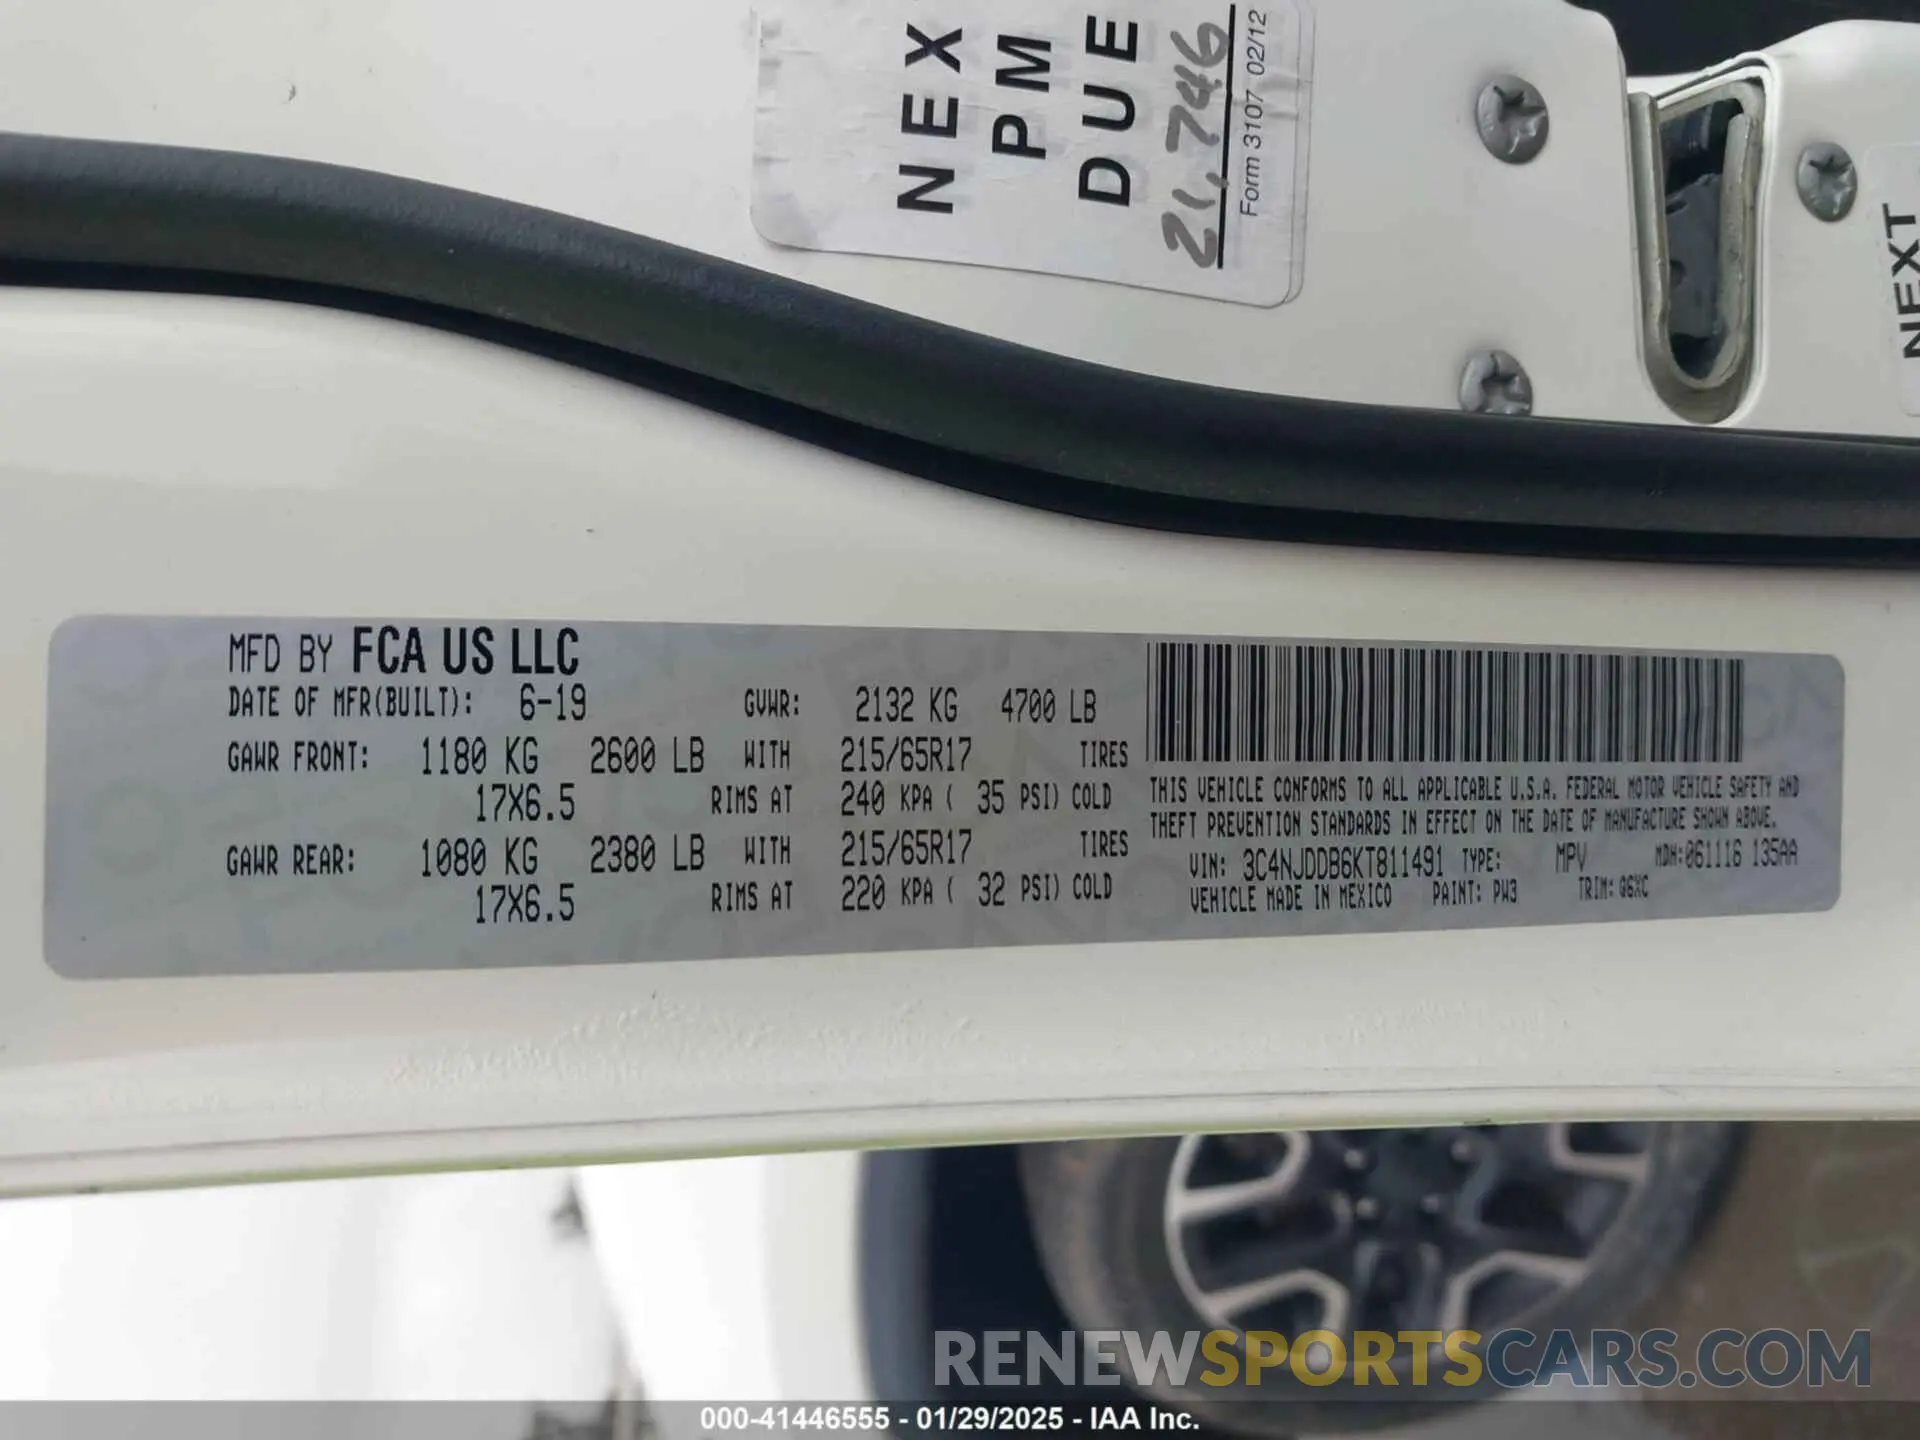 NEX
PM
DUE
21,746
Form 3107 02/12
NEXT
MFD BY FCA US LLC
DATE OF MFR(BUILT): 6-19 GVWR: 2132 KG 4700 LB
GAWR FRONT: 1180 KG 2600 LB WITH 215/65R17 TIRES
17X6.5 RIMS AT 240 KPA ( 35 PSI) COLD
GAWR REAR: 1080 KG 2380 LB WITH 215/65R17 TIRES
17X6.5 RIMS AT 220 KPA ( 32 PSI) COLD
THIS VEHICLE CONFORMS TO ALL APPLICABLE U.S.A. FEDERAL MOTOR VEHICLE SAFETY AND
THEFT PREVENTION STANDARDS IN EFFECT ON THE DATE OF MANUFACTURE SHOWN ABOVE.
VIN: 3C4NJDDB6KT811491 TYPE: MPV MDH:061116 135AA
VEHICLE MADE IN MEXICO PAINT: PW3 TRIM: G6XC
RENEWSPORTSCARS.COM
000-41446555 - 01/29/2025 - IAA Inc.